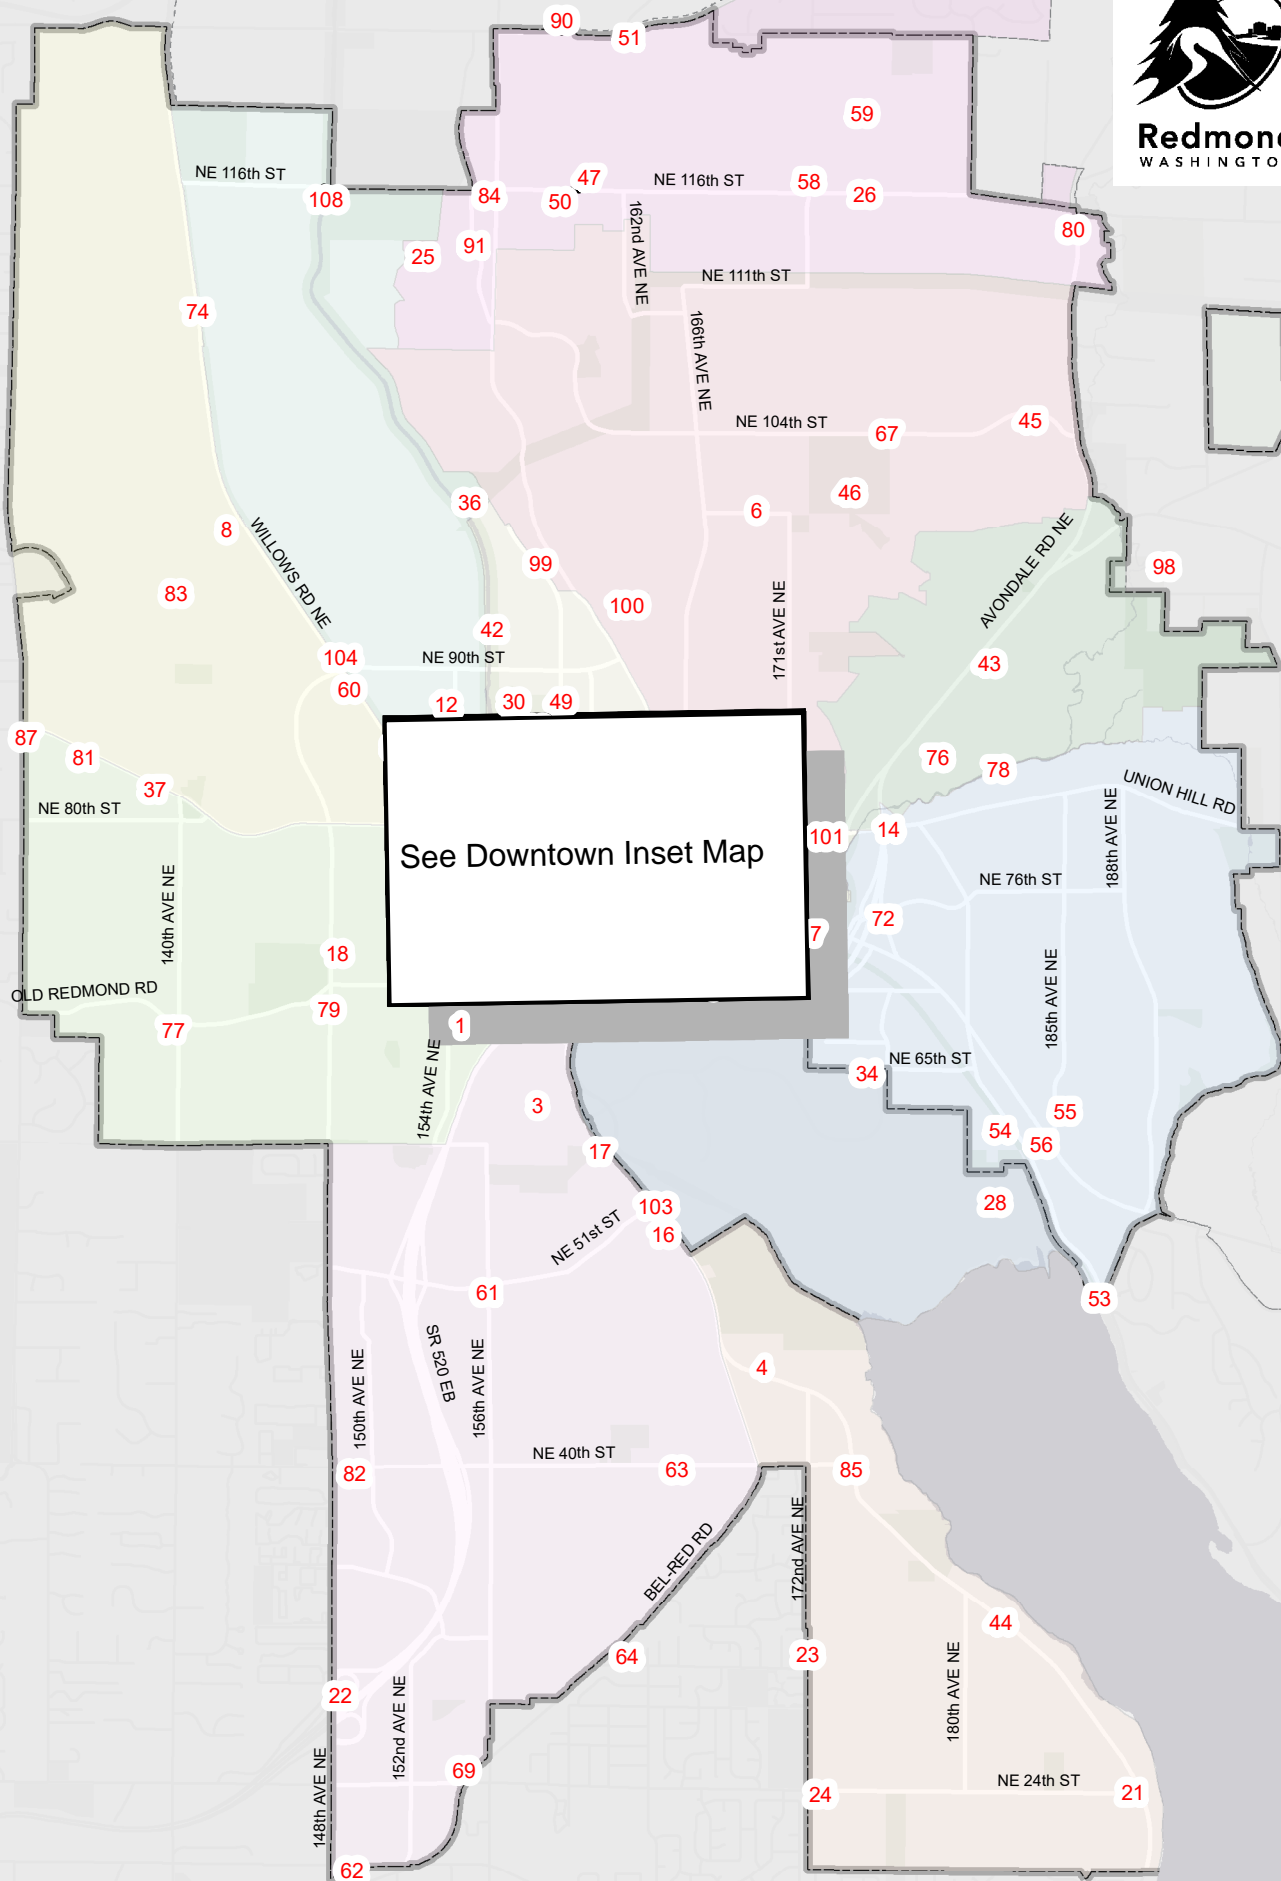 90
51
59
Redmond
WASHINGTO
NE 116th ST
108
84
47
50
NE 116th ST
58
26
162nd AVE NE
80
91
25
NE 111th ST
74
166th AVE NE
NE 104th ST
67
45
36
46
6
8
WILLOWS RD NE
AVONDALE RD NE
99
98
83
100
171st AVE NE
42
104
NE 90th ST
43
60
12
30
49
87
81
37
76
78
UNION HILL RD
NE 80th ST
See Downtown Inset Map
101
14
188th AVE NE
140th AVE NE
NE 76th ST
72
7
18
185th AVE NE
OLD REDMOND RD
79
77
1
154th AVE NE
NE 65th ST
34
3
55
54
56
17
103
28
16
NE 51st ST
61
53
SR 520 EB
150th AVE NE
156th AVE NE
4
NE 40th ST
82
63
85
172nd AVE NE
BEL-RED RD
44
64
23
180th AVE NE
22
152nd AVE NE
148th AVE NE
69
24
NE 24th ST
21
62